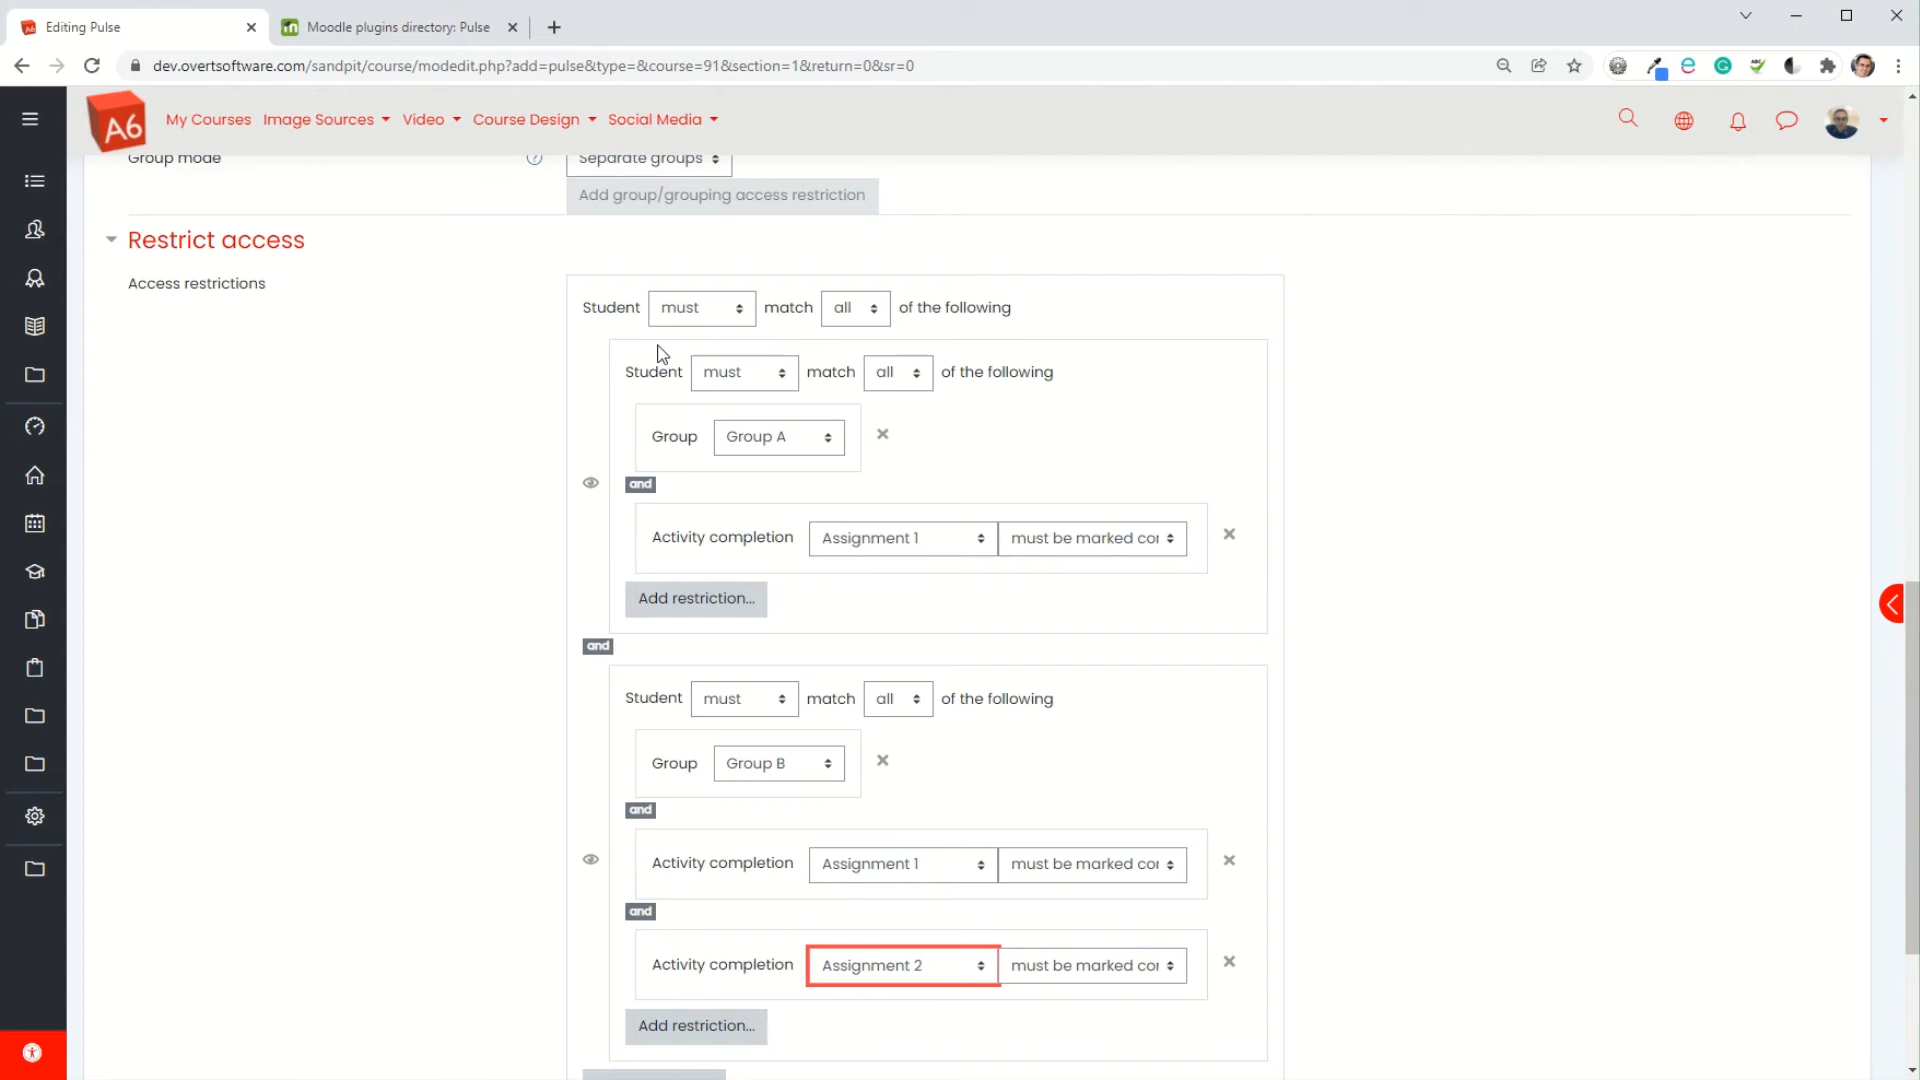 Editing Pulse
Moodle plugins directory: Pulse
dev.overtsoftware.com/sandpit/course/modedit.php?add=pulse&type=&course=91&section=1&return=0&sr=0
A6
My Courses Image Sources Video Course Design Social Media
Group mode Separate groups
Add group/grouping access restriction
Restrict access
Access restrictions
Student must match all of the following
Student must match all of the following
Group Group A
and
Activity completion Assignment 1 must be marked cor
Add restriction...
and
Student must match all of the following
Group Group B
and
Activity completion Assignment 1 must be marked cor
and
Activity completion Assignment 2 must be marked cor
Add restriction...